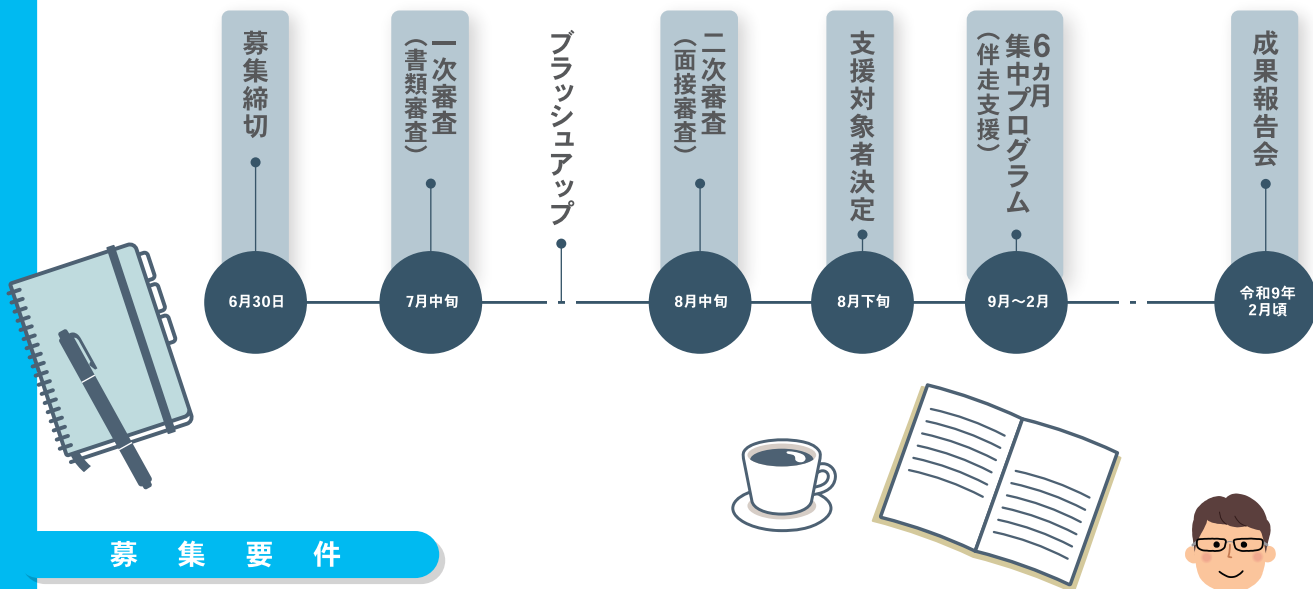 募集締切
6月30日
一次審査
（書類審査）
7月中旬
ブラッシュアップ
二次審査
（面接審査）
8月中旬
支援対象者決定
8月下旬
6ヵ月
集中プログラム
（伴走支援）
9月〜2月
成果報告会
令和9年
2月頃
募集要件